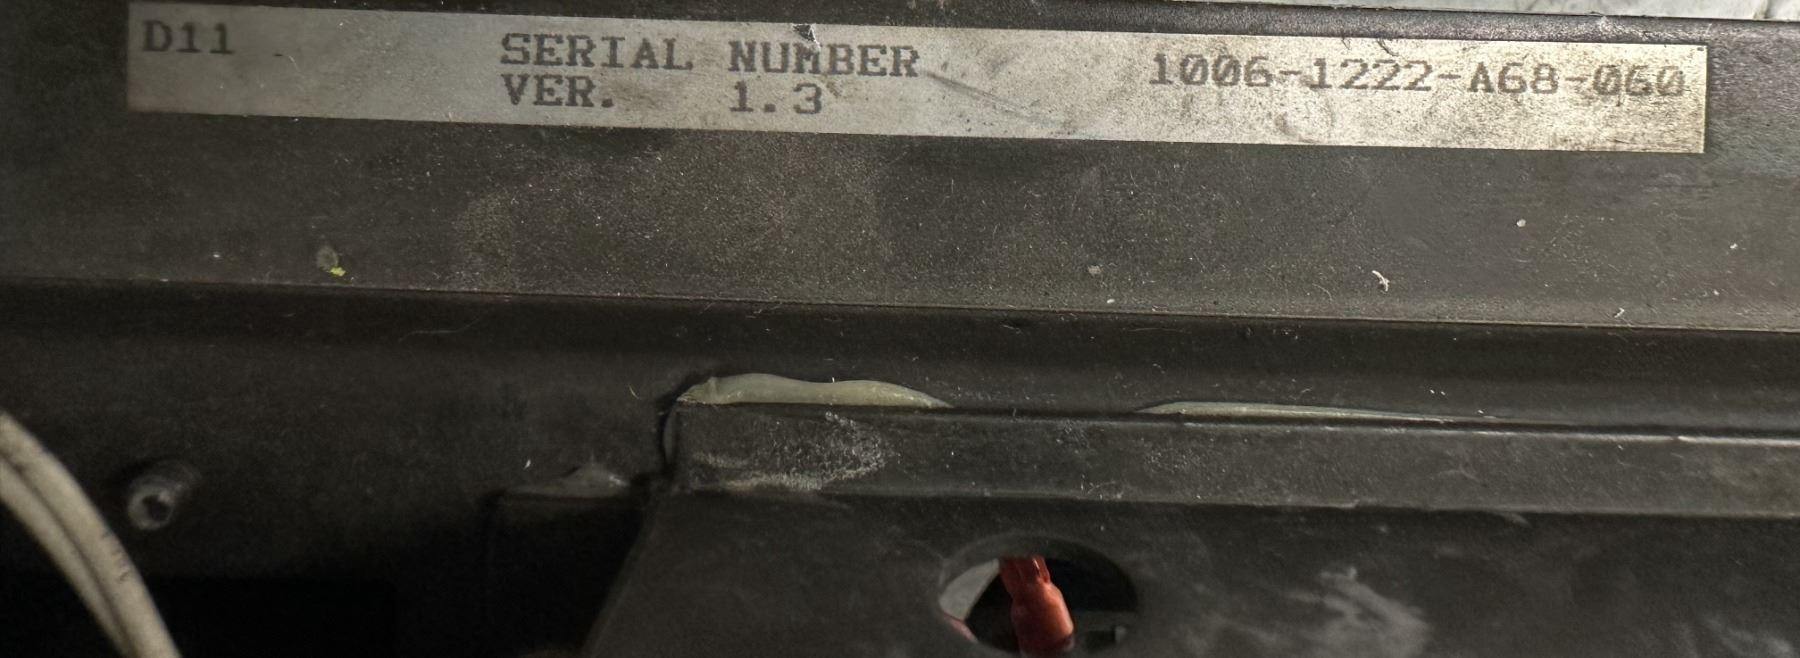 D11 SERIAL NUMBER 1006-1222-A68-060
VER. 1.3